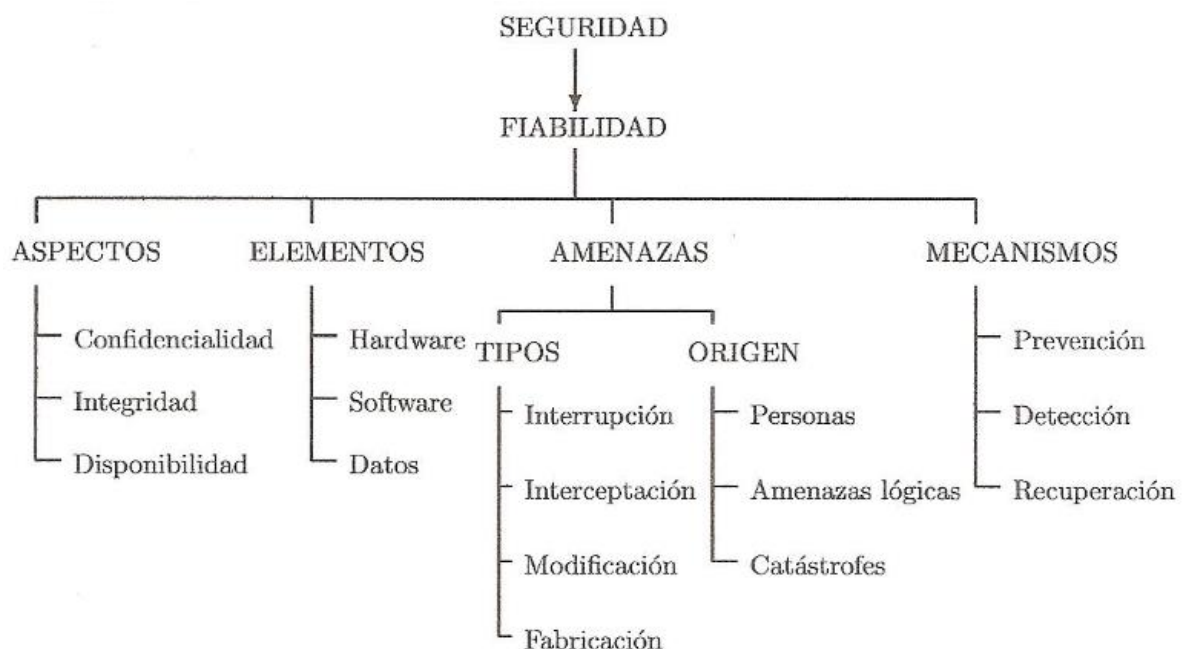 SEGURIDAD
FIABILIDAD
ASPECTOS
Confidencialidad
Integridad
Disponibilidad
ELEMENTOS
Hardware
Software
Datos
AMENAZAS
TIPOS
Interrupción
Interceptación
Modificación
Fabricación
ORIGEN
Personas
Amenazas lógicas
Catástrofes
MECANISMOS
Prevención
Detección
Recuperación